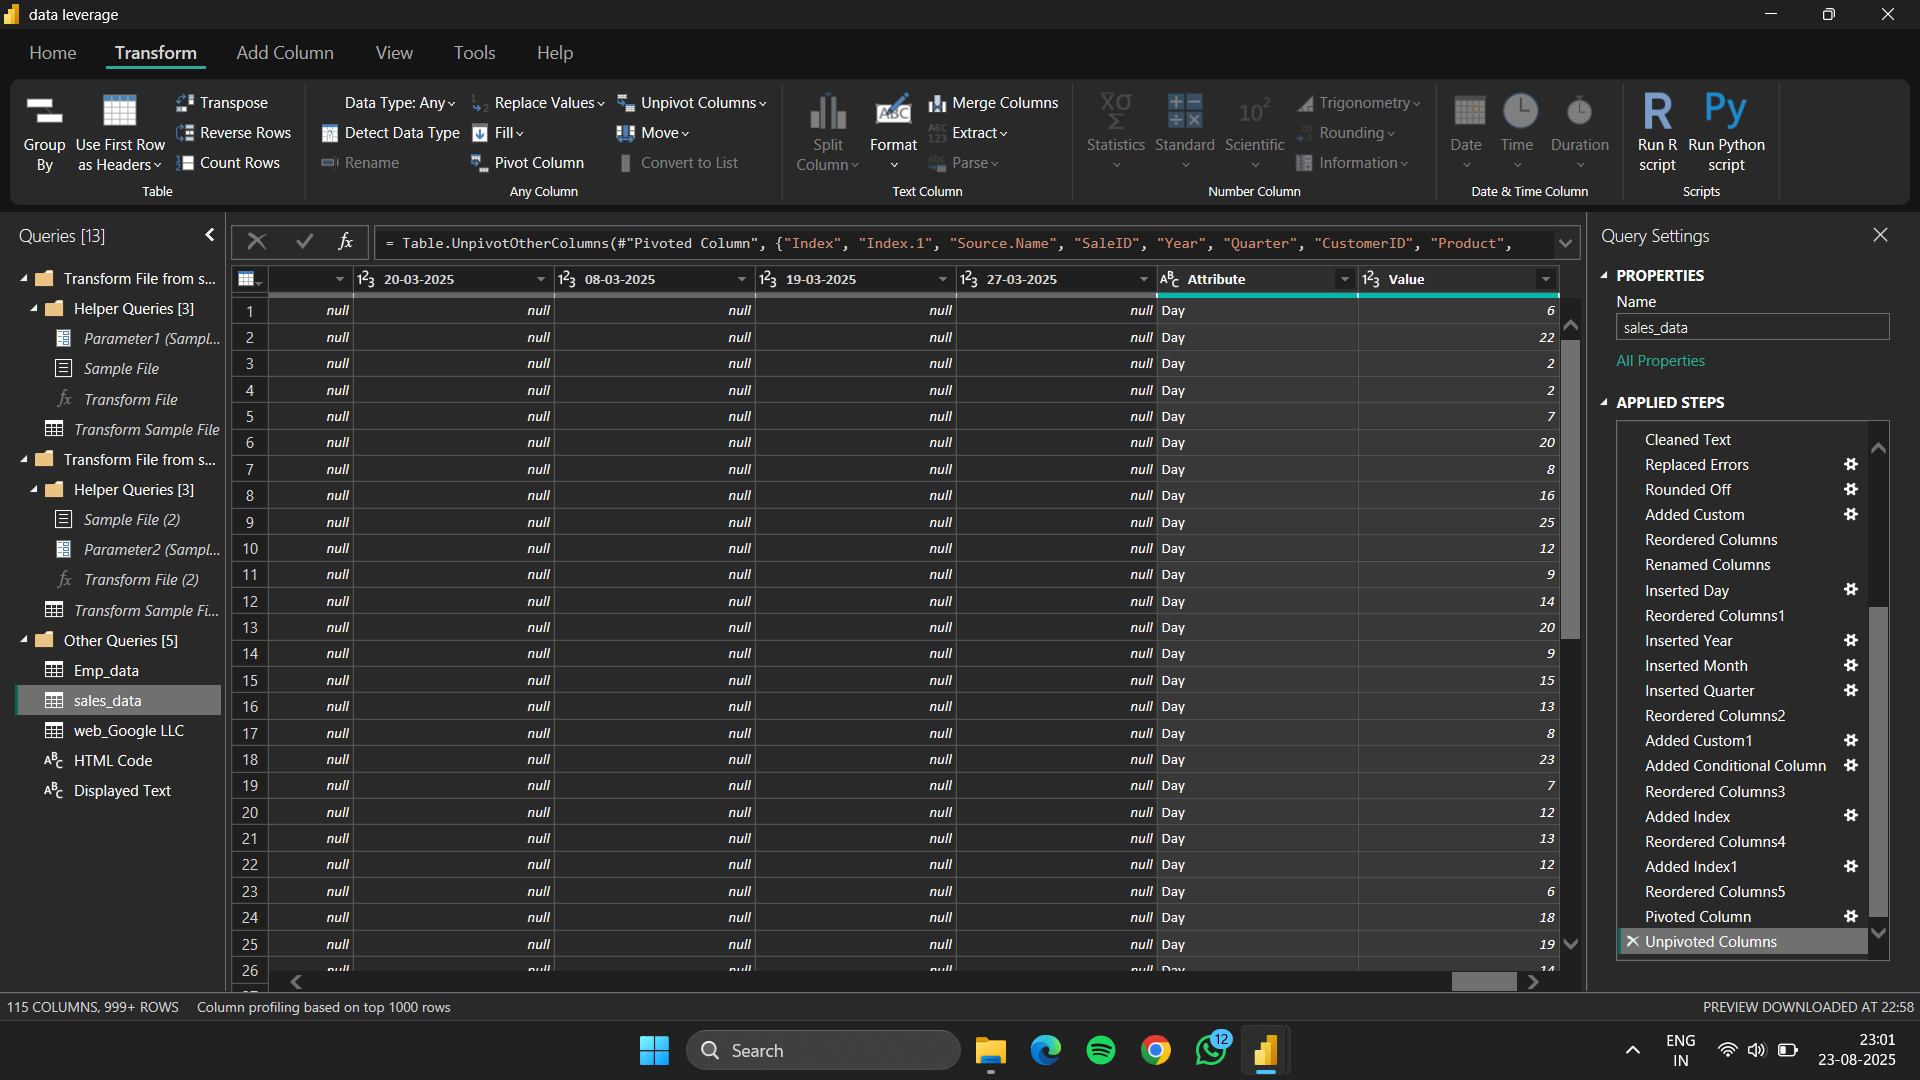 data leverage
Home Transform Add Column View Tools Help
Group By
Use First Row as Headers
Transpose
Reverse Rows
Count Rows
Table
Data Type: Any
Detect Data Type
Rename
Replace Values
Fill
Pivot Column
Unpivot Columns
Move
Convert to List
Any Column
Split Column
Format
Merge Columns
Extract
Parse
Text Column
Statistics
Standard
Scientific
Trigonometry
Rounding
Information
Number Column
Date
Time
Duration
Date & Time Column
Run R script
Run Python script
Scripts
Queries [13]
Transform File from s...
Helper Queries [3]
Parameter1 (Sampl...
Sample File
Transform File
Transform Sample File
Transform File from s...
Helper Queries [3]
Sample File (2)
Parameter2 (Sampl...
Transform File (2)
Transform Sample Fi...
Other Queries [5]
Emp_data
sales_data
web_Google LLC
HTML Code
Displayed Text
= Table.UnpivotOtherColumns(#"Pivoted Column", {"Index", "Index.1", "Source.Name", "SaleID", "Year", "Quarter", "CustomerID", "Product",
20-03-2025 08-03-2025 19-03-2025 27-03-2025 Attribute Value
1 null null null null null Day 6
2 null null null null null Day 22
3 null null null null null Day 2
4 null null null null null Day 2
5 null null null null null Day 7
6 null null null null null Day 20
7 null null null null null Day 8
8 null null null null null Day 16
9 null null null null null Day 25
10 null null null null null Day 12
11 null null null null null Day 9
12 null null null null null Day 14
13 null null null null null Day 20
14 null null null null null Day 9
15 null null null null null Day 15
16 null null null null null Day 13
17 null null null null null Day 8
18 null null null null null Day 23
19 null null null null null Day 7
20 null null null null null Day 12
21 null null null null null Day 13
22 null null null null null Day 12
23 null null null null null Day 6
24 null null null null null Day 18
25 null null null null null Day 19
26 null null null null null Day 14
Query Settings
PROPERTIES
Name
sales_data
All Properties
APPLIED STEPS
Cleaned Text
Replaced Errors
Rounded Off
Added Custom
Reordered Columns
Renamed Columns
Inserted Day
Reordered Columns1
Inserted Year
Inserted Month
Inserted Quarter
Reordered Columns2
Added Custom1
Added Conditional Column
Reordered Columns3
Added Index
Reordered Columns4
Added Index1
Reordered Columns5
Pivoted Column
Unpivoted Columns
115 COLUMNS, 999+ ROWS Column profiling based on top 1000 rows
PREVIEW DOWNLOADED AT 22:58
Search
12
ENG
IN
23:01
23-08-2025